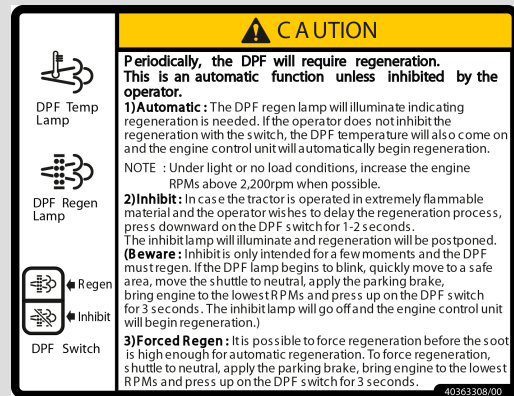 CAUTION
DPF Temp
Lamp
DPF Regen
Lamp
Regen
Inhibit
DPF Switch
Periodically, the DPF will require regeneration.
This is an automatic function unless inhibited by the
operator.
1)Automatic : The DPF regen lamp will illuminate indicating
regeneration is needed. If the operator does not inhibit the
regeneration with the switch, the DPF temperature will also come on
and the engine control unit will automatically begin regeneration.
NOTE : Under light or no load conditions, increase the engine
RPMs above 2,200rpm when possible.
2)Inhibit : In case the tractor is operated in extremely flammable
material and the operator wishes to delay the regeneration process,
press downward on the DPF switch for 1-2 seconds.
The inhibit lamp will illuminate and regeneration will be postponed.
(Beware : Inhibit is only intended for a few moments and the DPF
must regen. If the DPF lamp begins to blink, quickly move to a safe
area, move the shuttle to neutral, apply the parking brake,
bring engine to the lowest RPMs and press up on the DPF switch
for 3 seconds. The inhibit lamp will go off and the engine control unit
will begin regeneration.)
3)Forced Regen : It is possible to force regeneration before the soot
is high enough for automatic regeneration. To force regeneration,
shuttle to neutral, apply the parking brake, bring engine to the lowest
RPMs and press up on the DPF switch for 3 seconds.
40363308/00